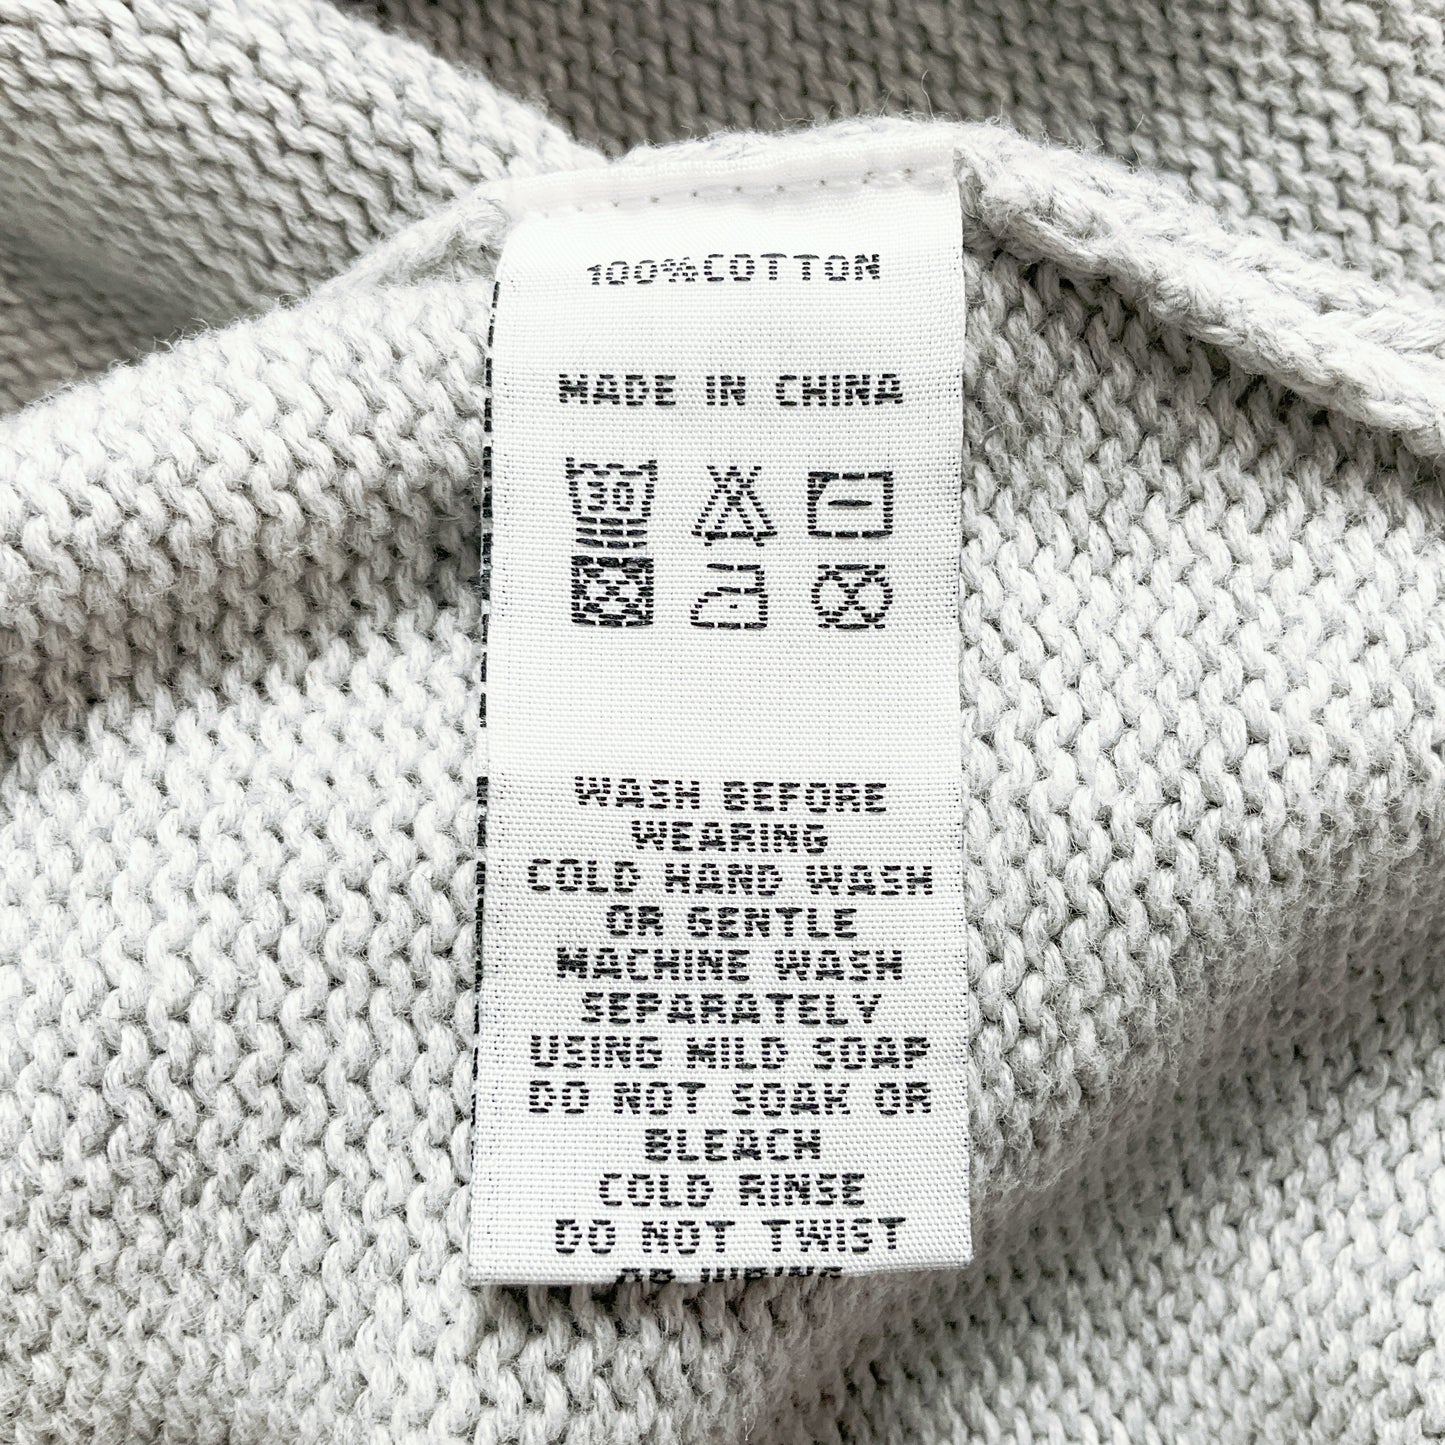 100%COTTON
MADE IN CHINA
30
WASH BEFORE
WEARING
COLD HAND WASH
OR GENTLE
MACHINE WASH
SEPARATELY
USING MILD SOAP
DO NOT SOAK OR
BLEACH
COLD RINSE
DO NOT TWIST